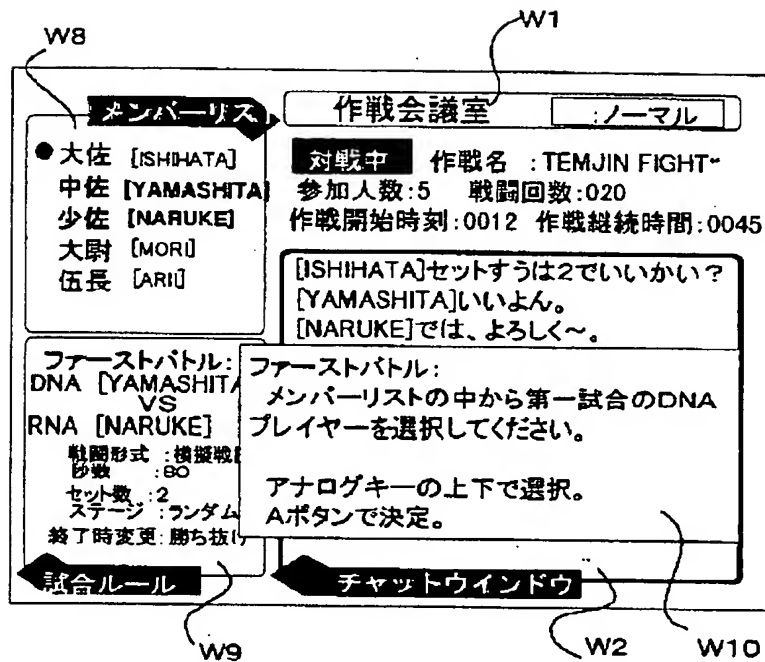 W8
W1
メンバーリスト
● 大佐 [ISHIHATA]
中佐 [YAMASHITA]
少佐 [NARUKE]
大尉 [MORI]
伍長 [ARII]
作戦会議室 :ノーマル
対戦中 作戦名 :TEMJIN FIGHT~
参加人数:5 戦闘回数:020
作戦開始時刻:0012 作戦継続時間:0045
[ISHIHATA]セットすうは2でいいかい?
[YAMASHITA]いいよん。
[NARUKE]では、よろしく〜。
ファーストバトル:
DNA [YAMASHITA
VS
RNA [NARUKE]
戦闘形式 :模擬戦
秒数 :80
セット数 :2
ステージ :ランダム
終了時変更:勝ち抜け
試合ルール
ファーストバトル:
メンバーリストの中から第一試合のDNA
プレイヤーを選択してください。
アナログキーの上下で選択。
Aボタンで決定。
チャットウインドウ
W9
W2
W10